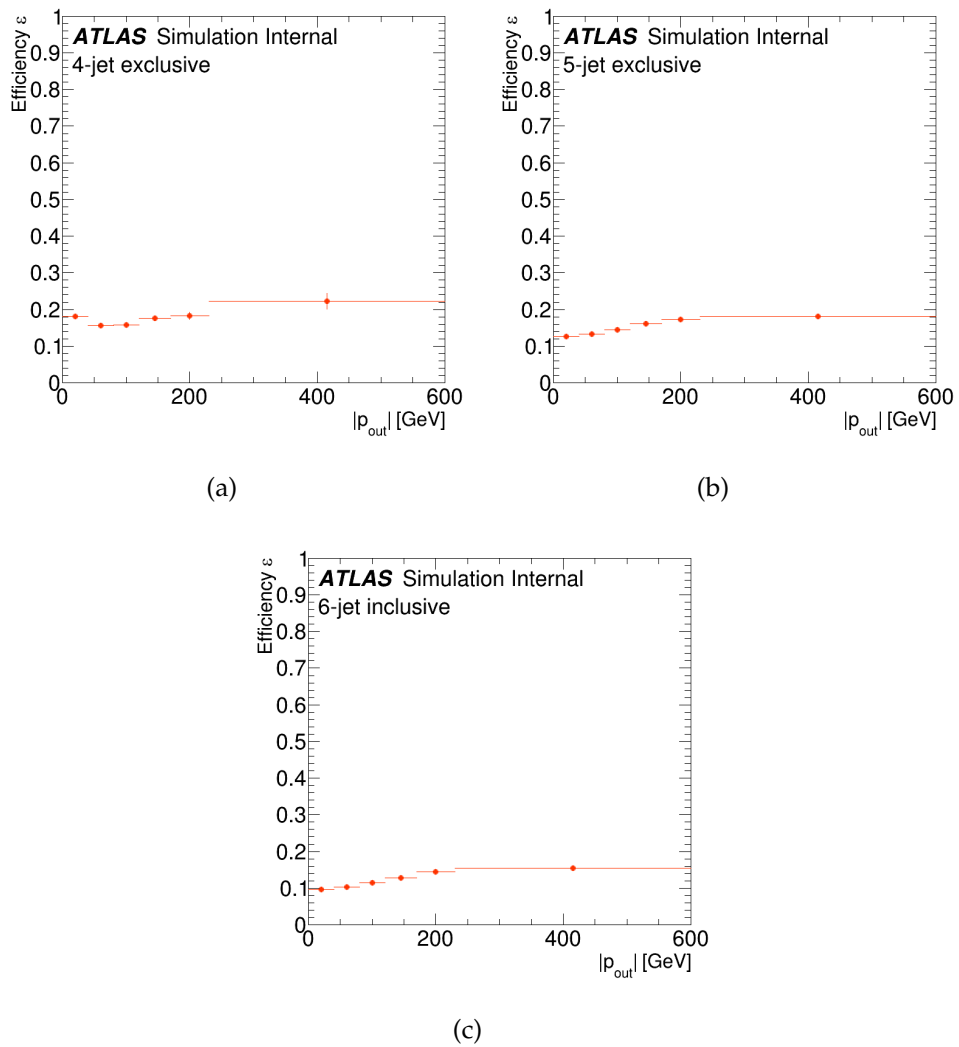 Efficiency ε
ATLAS Simulation Internal
4-jet exclusive
1
0.9
0.8
0.7
0.6
0.5
0.4
0.3
0.2
0.1
0
0 200 400 600
|pout| [GeV]
(a)
Efficiency ε
ATLAS Simulation Internal
5-jet exclusive
1
0.9
0.8
0.7
0.6
0.5
0.4
0.3
0.2
0.1
0
0 200 400 600
|pout| [GeV]
(b)
Efficiency ε
ATLAS Simulation Internal
6-jet inclusive
1
0.9
0.8
0.7
0.6
0.5
0.4
0.3
0.2
0.1
0
0 200 400 600
|pout| [GeV]
(c)